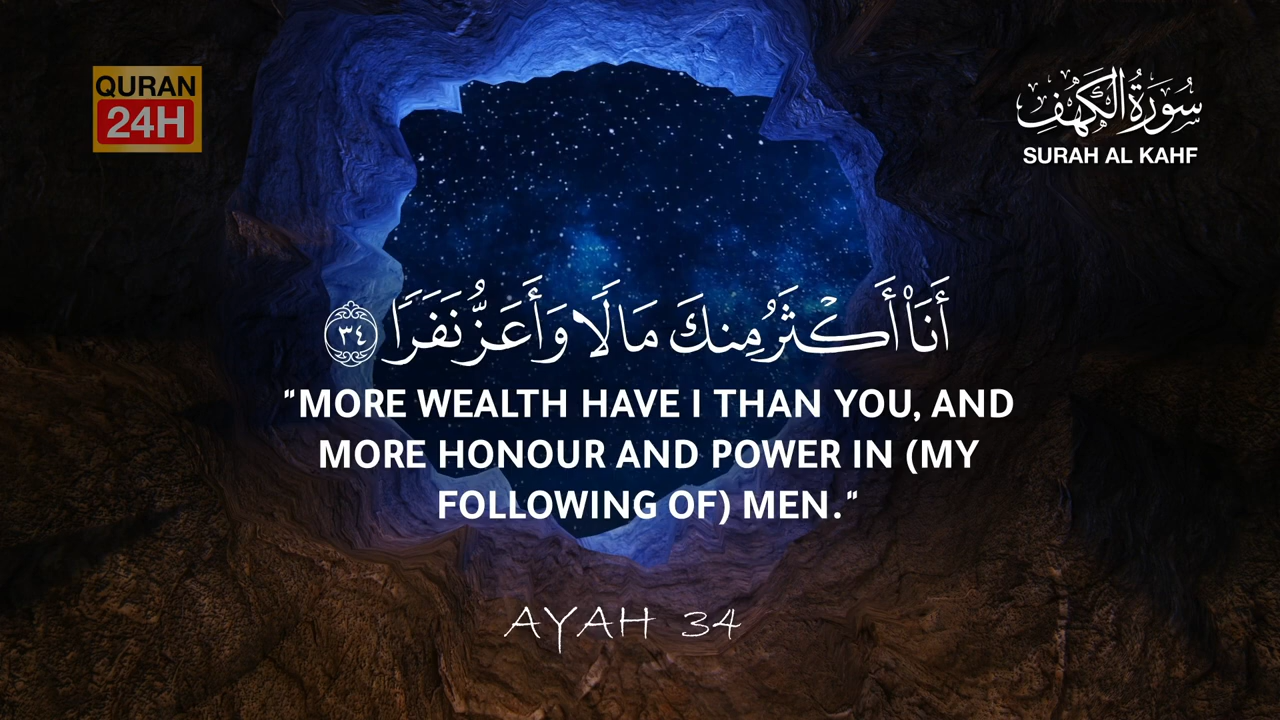 QURAN
24H
سُورَةُ الكَهْفِ
SURAH AL KAHF
أَنَا۠ أَكْثَرُ مِنكَ مَالًا وَأَعَزُّ نَفَرًا ٣٤
"MORE WEALTH HAVE I THAN YOU, AND
MORE HONOUR AND POWER IN (MY
FOLLOWING OF) MEN."
AYAH 34